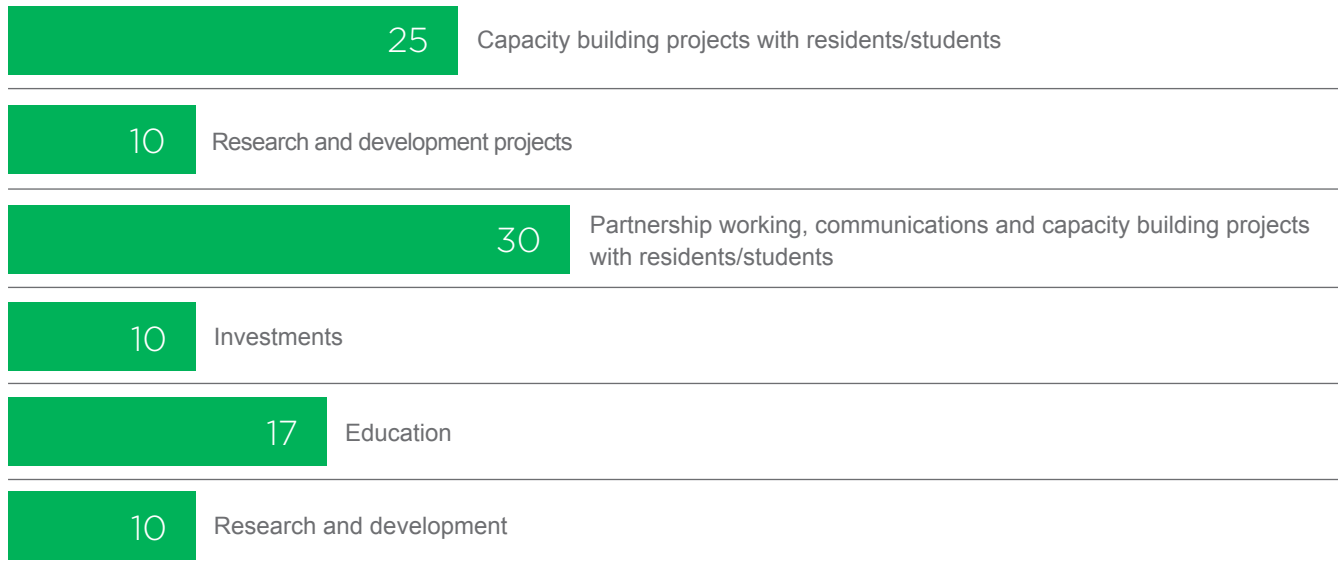 25 Capacity building projects with residents/students
10 Research and development projects
30 Partnership working, communications and capacity building projects
with residents/students
10 Investments
17 Education
10 Research and development